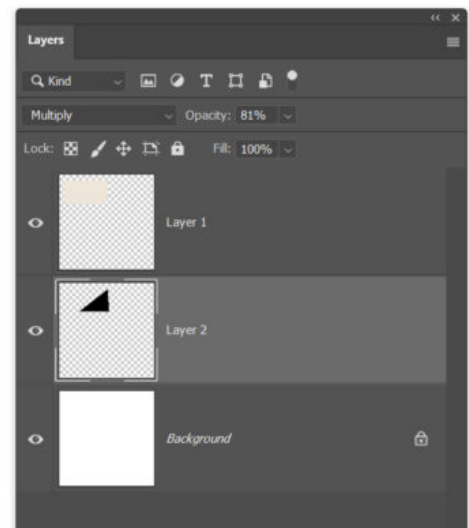 Layers
Kind
Multiply Opacity: 81%
Lock: Fill: 100%
Layer 1
Layer 2
Background